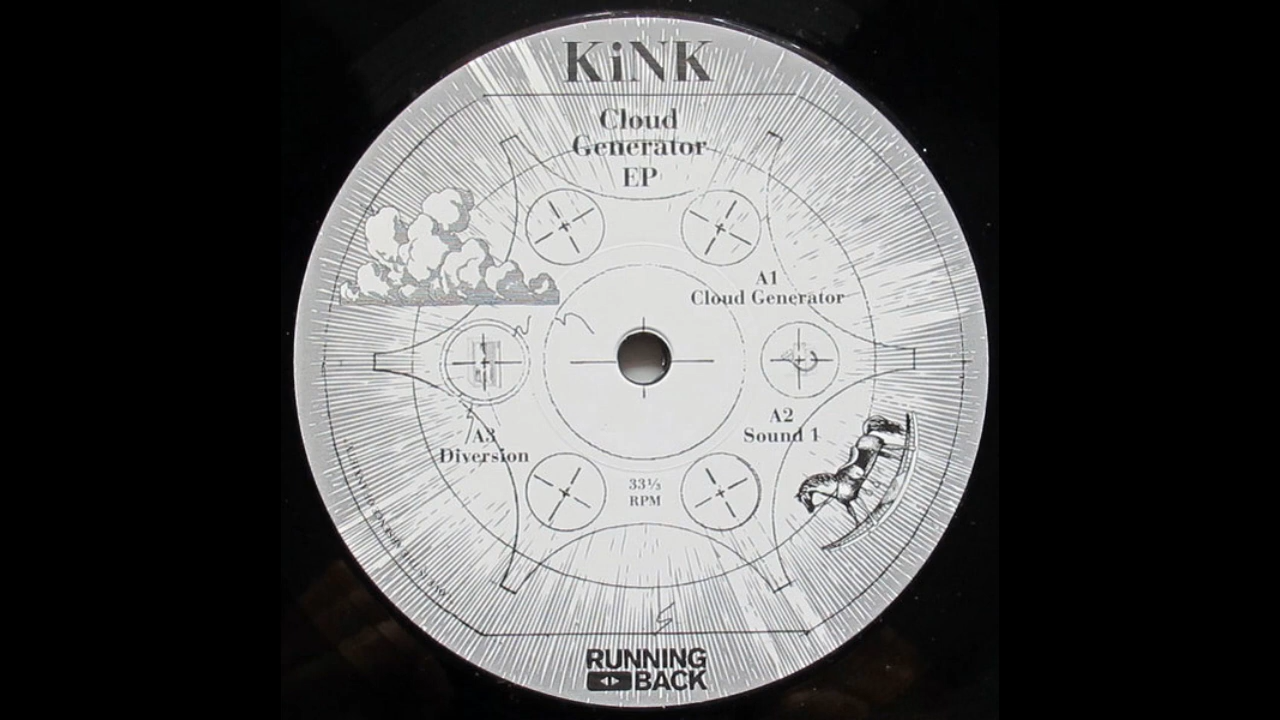 KiNK
Cloud
Generator
EP
A1
Cloud Generator
A2
Sound 1
A3
Diversion
33⅓
RPM
RUNNING
BACK